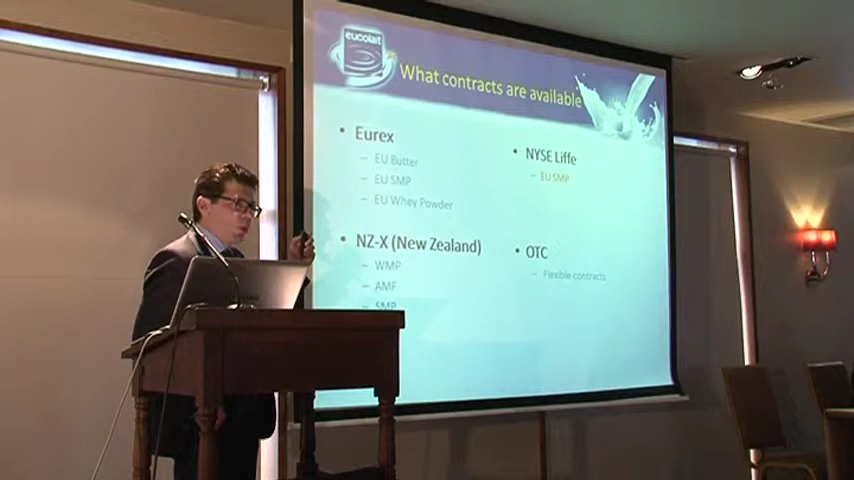 eucolait
What contracts are available
• Eurex
– EU Butter
– EU SMP
– EU Whey Powder
• NZ-X (New Zealand)
– WMP
– AMF
– SMP
• NYSE Liffe
– EU SMP
• OTC
– Flexible contracts